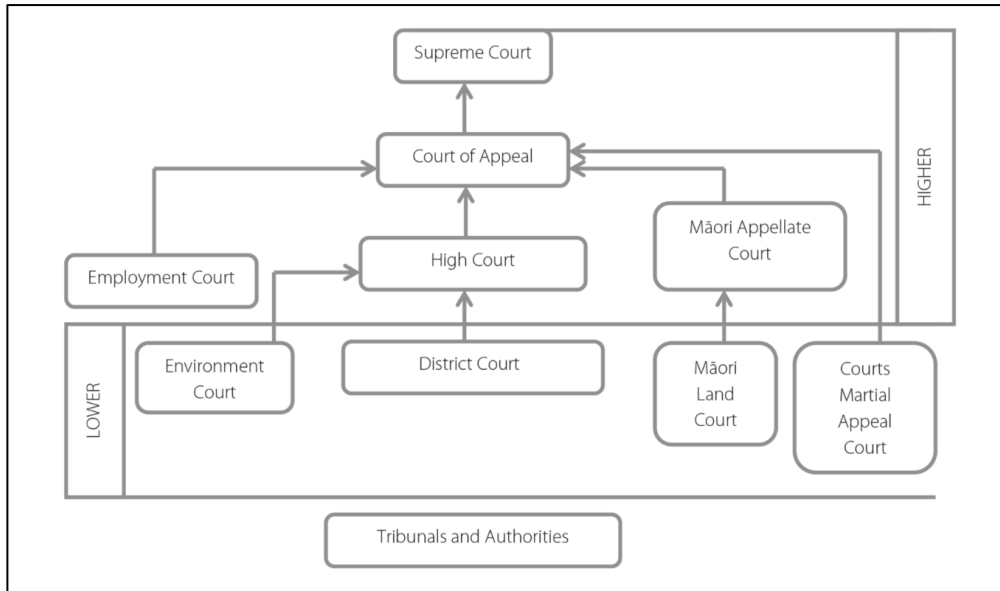 Supreme Court
Court of Appeal
HIGHER
Māori Appellate
Court
High Court
Employment Court
LOWER
Environment
Court
District Court
Māori
Land
Court
Courts
Martial
Appeal
Court
Tribunals and Authorities